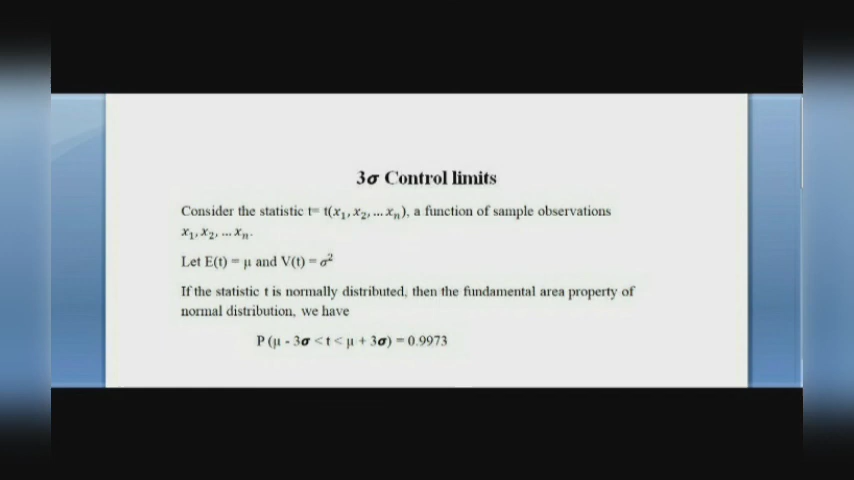 3σ Control limits
Consider the statistic t= t(x₁, x₂, ... xₙ), a function of sample observations
x₁, x₂, ... xₙ.
Let E(t) = μ and V(t) = σ²
If the statistic t is normally distributed, then the fundamental area property of
normal distribution, we have
P (μ - 3σ < t < μ + 3σ) = 0.9973